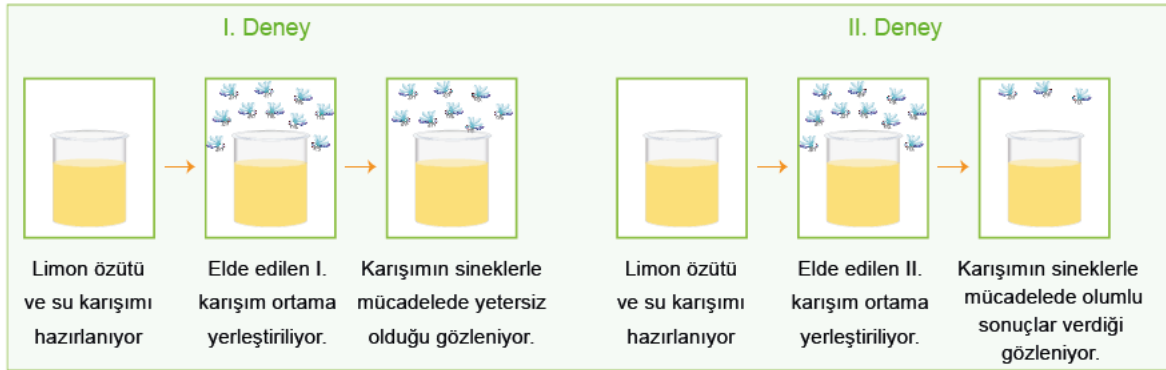 I. Deney
Limon özütü
ve su karışımı
hazırlanıyor
Elde edilen I.
karışım ortama
yerleştiriliyor.
Karışımın sineklerle
mücadelede yetersiz
olduğu gözleniyor.
II. Deney
Limon özütü
ve su karışımı
hazırlanıyor
Elde edilen II.
karışım ortama
yerleştiriliyor.
Karışımın sineklerle
mücadelede olumlu
sonuçlar verdiği
gözleniyor.